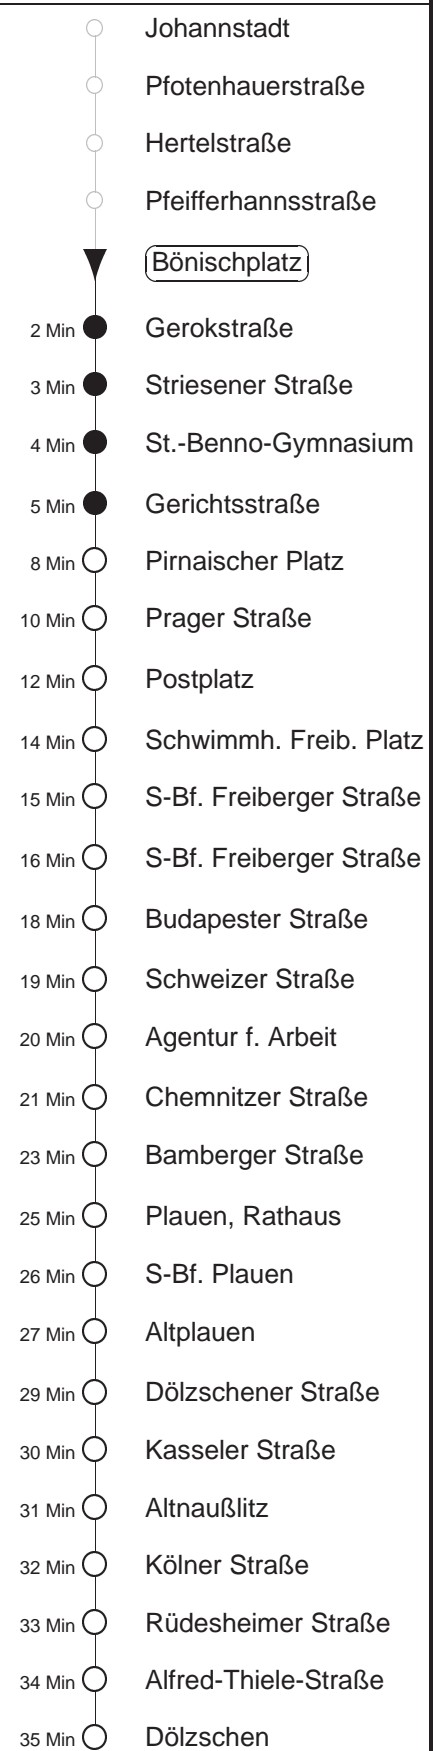 Johannstadt
Pfotenhauerstraße
Hertelstraße
Pfeifferhannsstraße
Bönischplatz
2 Min Gerokstraße
3 Min Striesener Straße
4 Min St.-Benno-Gymnasium
5 Min Gerichtsstraße
8 Min Pirnaischer Platz
10 Min Prager Straße
12 Min Postplatz
14 Min Schwimmh. Freib. Platz
15 Min S-Bf. Freiberger Straße
16 Min S-Bf. Freiberger Straße
18 Min Budapester Straße
19 Min Schweizer Straße
20 Min Agentur f. Arbeit
21 Min Chemnitzer Straße
23 Min Bamberger Straße
25 Min Plauen, Rathaus
26 Min S-Bf. Plauen
27 Min Altplauen
29 Min Dölzschener Straße
30 Min Kasseler Straße
31 Min Altnaußlitz
32 Min Kölner Straße
33 Min Rüdesheimer Straße
34 Min Alfred-Thiele-Straße
35 Min Dölzschen